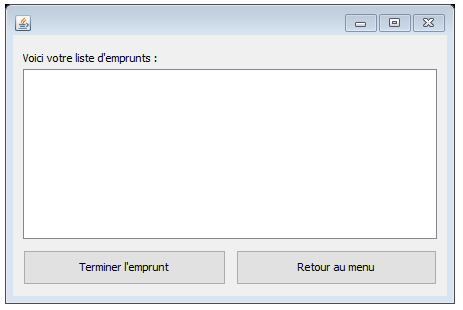 Voici votre liste d'emprunts :
Terminer l'emprunt
Retour au menu